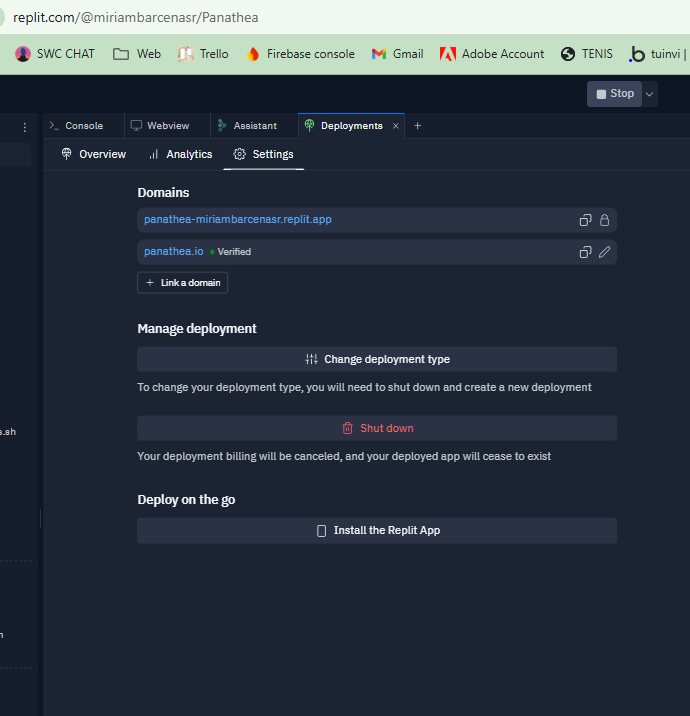 replit.com/@miriambarcenasr/Panathea
SWC CHAT Web Trello Firebase console Gmail Adobe Account TENIS tuinvi |
Stop
Console Webview Assistant Deployments
Overview Analytics Settings
Domains
panathea-miriambarcenasr.replit.app
panathea.io Verified
+ Link a domain
Manage deployment
Change deployment type
To change your deployment type, you will need to shut down and create a new deployment
s.sh
Shut down
Your deployment billing will be canceled, and your deployed app will cease to exist
Deploy on the go
Install the Replit App